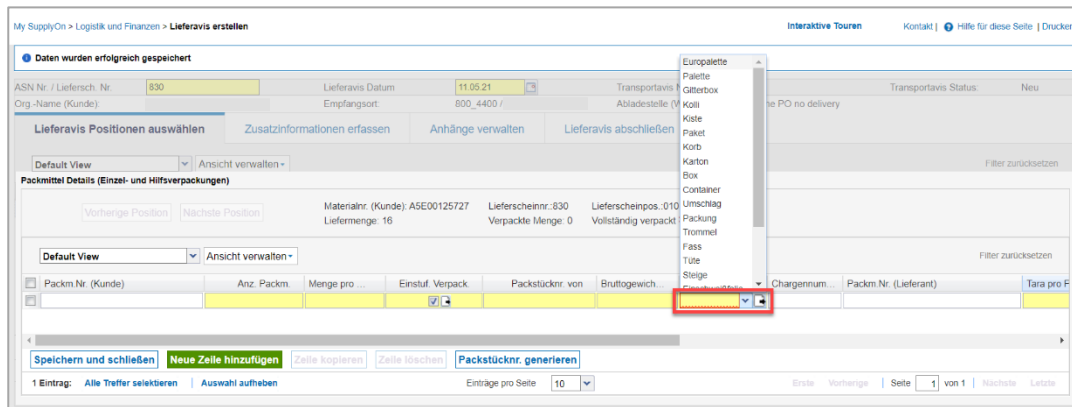 My SupplyOn > Logistik und Finanzen > Lieferavis erstellen
Interaktive Touren
Kontakt | Hilfe für diese Seite | Drucken
Daten wurden erfolgreich gespeichert
ASN Nr. / Liefersch. Nr. 830 Lieferavis Datum 11.05.21 Transportavis Transportavis Status: Neu
Org.-Name (Kunde): Empfangsort: 800_4400 / Abladestelle PO no delivery
Lieferavis Positionen auswählen
Zusatzinformationen erfassen
Anhänge verwalten
Lieferavis abschließen
Default View Ansicht verwalten Filter zurücksetzen
Packmittel Details (Einzel- und Hilfsverpackungen)
Vorherige Position Nächste Position
Materialnr. (Kunde): A5E00125727 Lieferscheinnr.:830 Lieferscheinpos.:010
Liefermenge: 16 Verpackte Menge: 0 Vollständig verpackt
Default View Ansicht verwalten Filter zurücksetzen
Packm.Nr. (Kunde) Anz. Packm. Menge pro ... Einstuf. Verpack. Packstücknr. von Bruttogewich... Chargennum... Packm.Nr. (Lieferant) Tara pro
Europalette
Palette
Gitterbox
Kolli
Kiste
Paket
Korb
Karton
Box
Container
Umschlag
Packung
Trommel
Fass
Tüte
Steige
Speichern und schließen Neue Zeile hinzufügen Zeile kopieren Zeile löschen Packstücknr. generieren
1 Eintrag: Alle Treffer selektieren | Auswahl aufheben Einträge pro Seite 10 Erste Vorherige | Seite 1 von 1 | Nächste Letzte